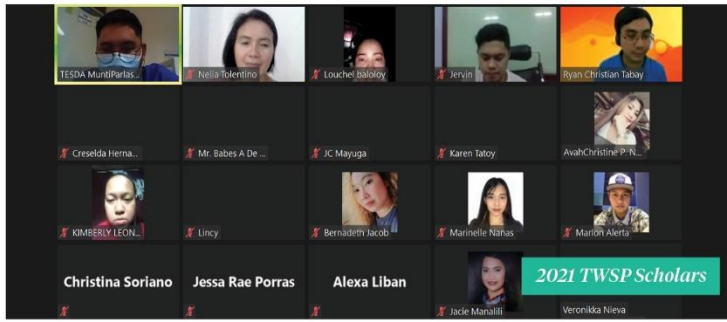 TESDA MuntiParlas...
Nelia Tolentino
Louchel baloloy
Jervin
Ryan Christian Tabay
Creselda Herna...
Mr. Babes A De ...
JC Mayuga
Karen Tatoy
AvahChristine P. N...
KIMBERLY LEON...
Lincy
Bernadeth Jacob
Marinelle Nanas
Marlon Alerta
Christina Soriano
Jessa Rae Porras
Alexa Liban
Jacie Manalili
2021 TWSP Scholars
Veronikka Nieva